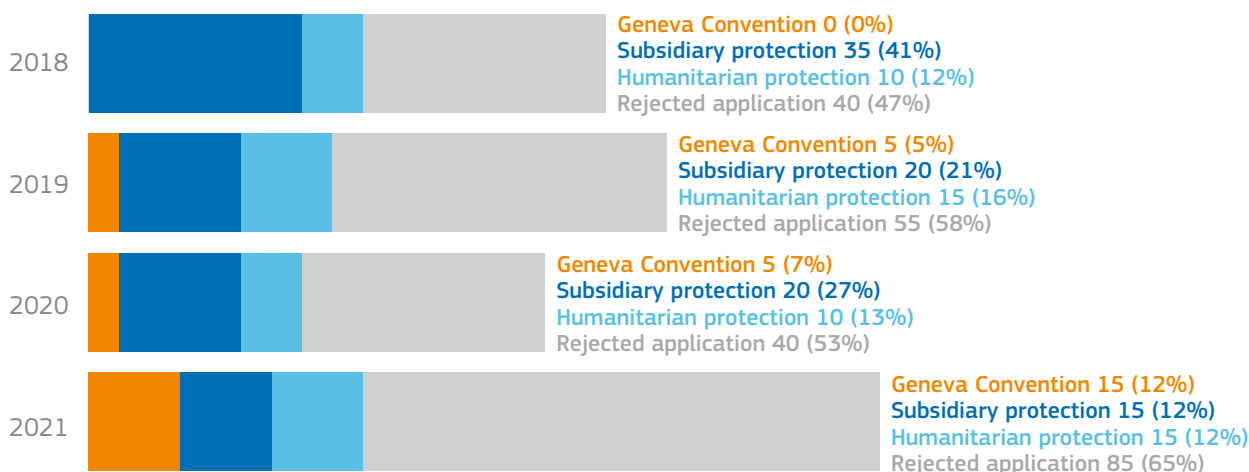 2018
Geneva Convention 0 (0%)
Subsidiary protection 35 (41%)
Humanitarian protection 10 (12%)
Rejected application 40 (47%)
2019
Geneva Convention 5 (5%)
Subsidiary protection 20 (21%)
Humanitarian protection 15 (16%)
Rejected application 55 (58%)
2020
Geneva Convention 5 (7%)
Subsidiary protection 20 (27%)
Humanitarian protection 10 (13%)
Rejected application 40 (53%)
2021
Geneva Convention 15 (12%)
Subsidiary protection 15 (12%)
Humanitarian protection 15 (12%)
Rejected application 85 (65%)